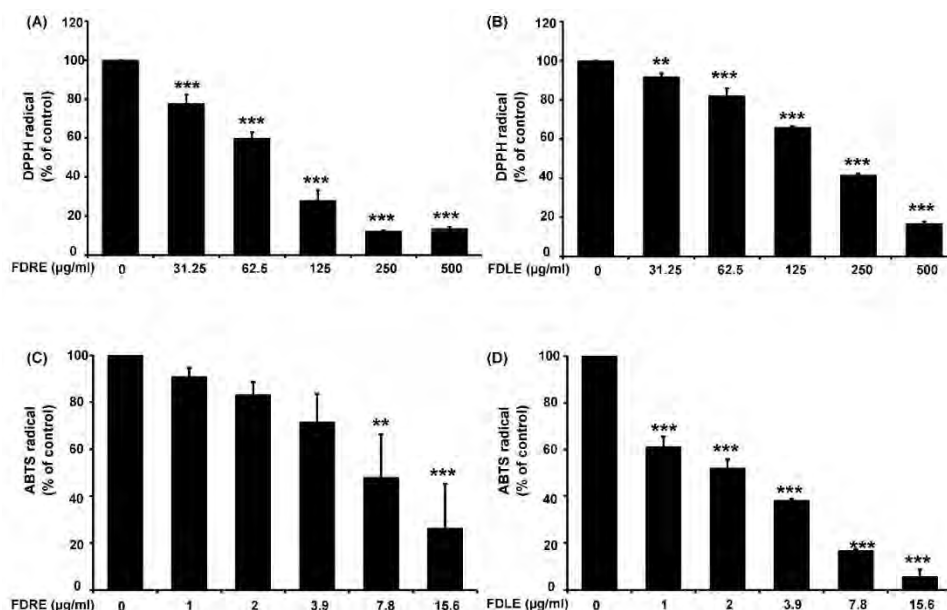 (A)
120
100
80
60
40
20
0
DPPH radical
(% of control)
***
***
***
***
***
FDRE (µg/ml)
0 31.25 62.5 125 250 500
(B)
120
100
80
60
40
20
0
DPPH radical
(% of control)
**
***
***
***
***
FDLE (µg/ml)
0 31.25 62.5 125 250 500
(C)
100
80
60
40
20
0
ABTS radical
(% of control)
**
***
FDRE (µg/ml)
0 1 2 3.9 7.8 15.6
(D)
100
80
60
40
20
0
ABTS radical
(% of control)
***
***
***
***
***
FDLE (µg/ml)
0 1 2 3.9 7.8 15.6